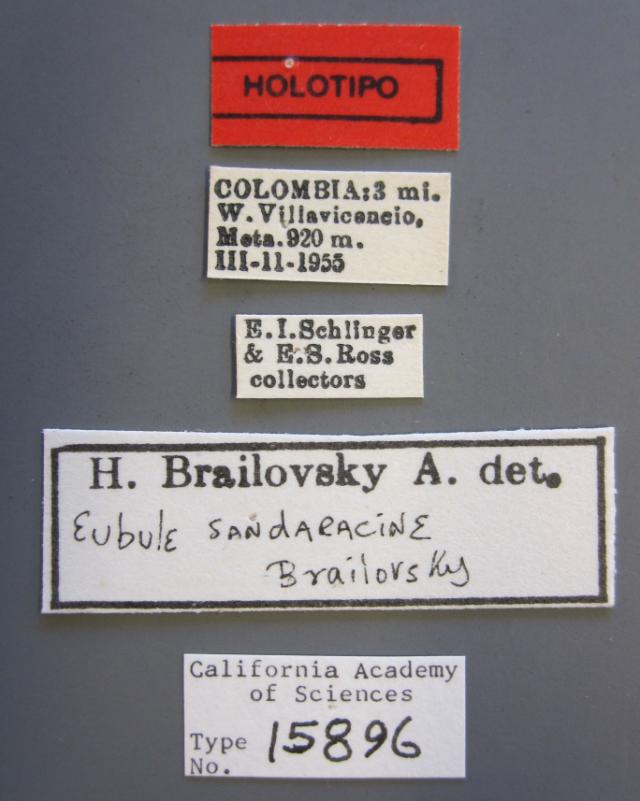 HOLOTIPO
COLOMBIA:3 mi.
W. Villavicencio,
Meta. 920 m.
III-11-1955
E.I.Schlinger
& E.S.Ross
collectors
H. Brailovsky A. det.
Eubule SANDARACINE
Brailovsky
California Academy
of Sciences
Type 15896
No.